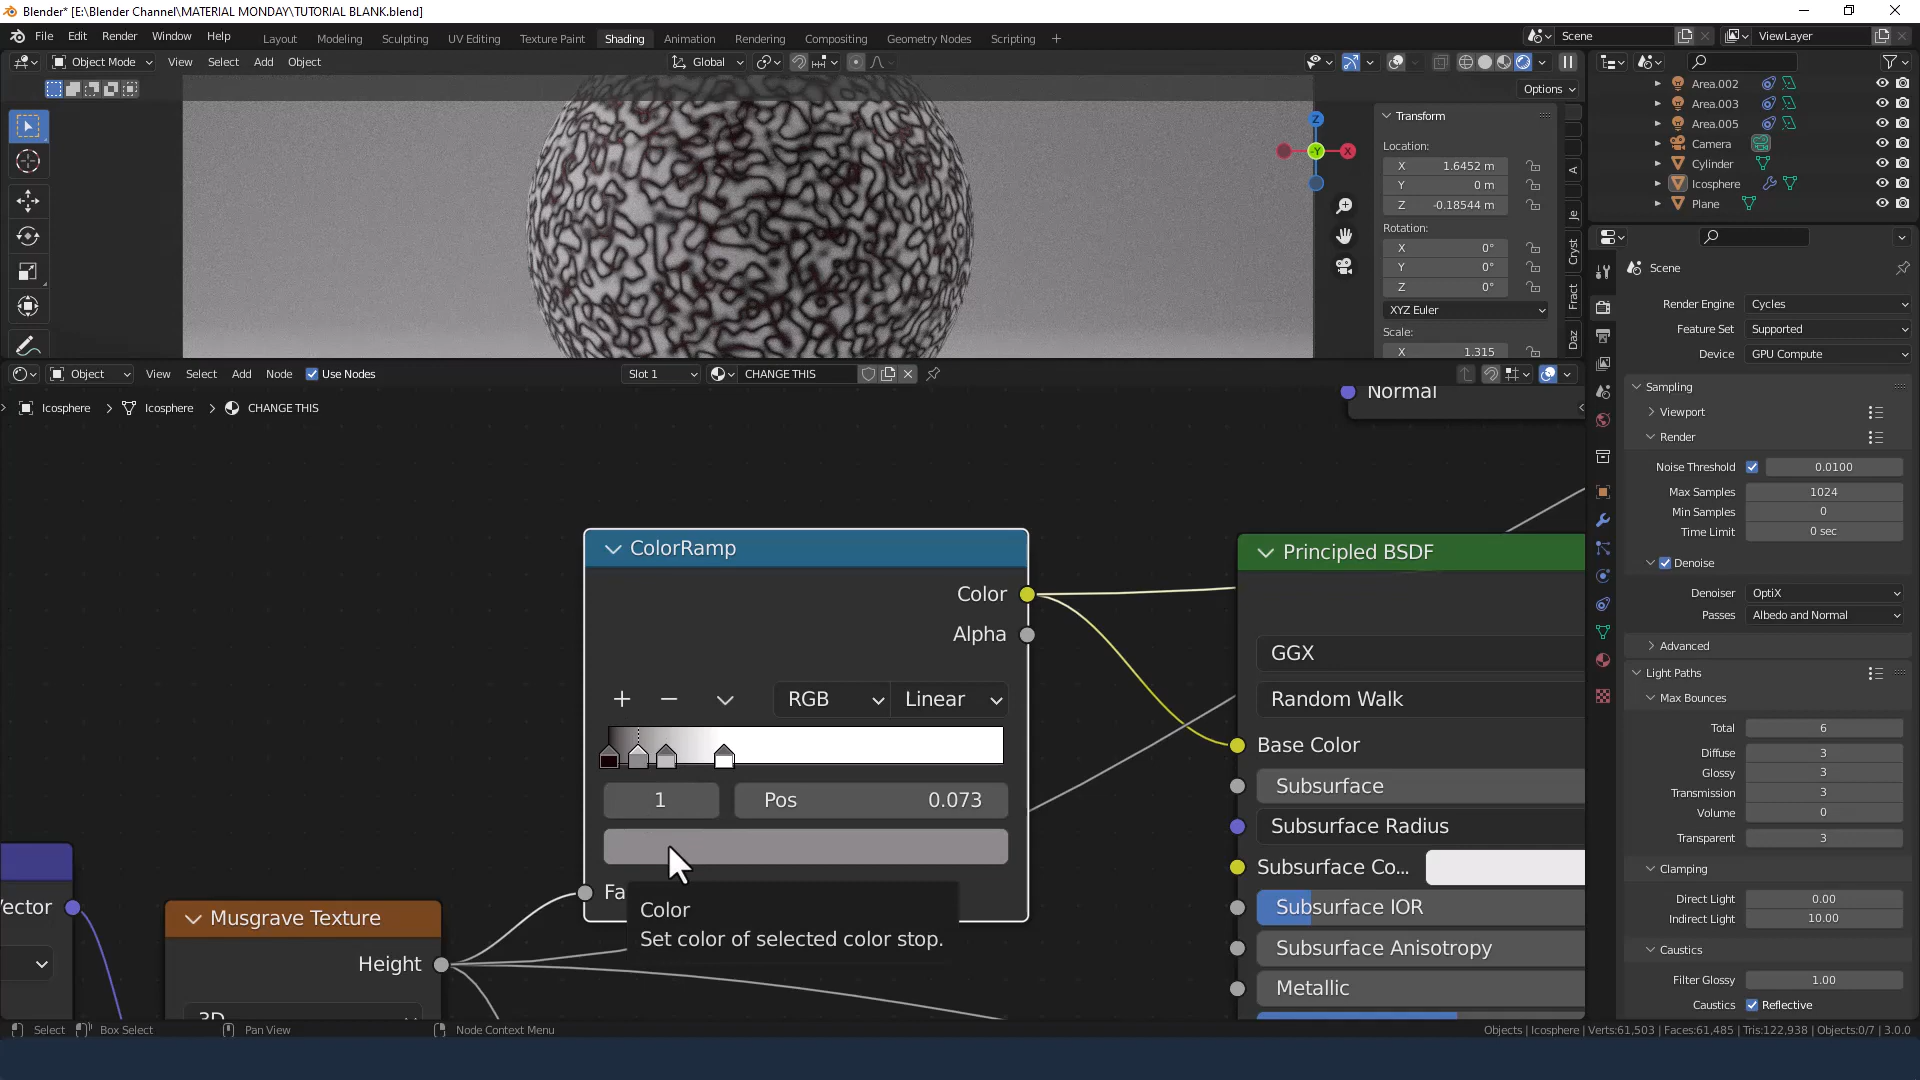 Blender* [E:\Blender Channel\MATERIAL MONDAY\TUTORIAL BLANK.blend]
File Edit Render Window Help Layout Modeling Sculpting UV Editing Texture Paint Shading Animation Rendering Compositing Geometry Nodes Scripting + Scene ViewLayer
Object Mode View Select Add Object Global
Options
Transform
Location:
X 1.6452 m
Y 0 m
Z -0.18544 m
Rotation:
X 0°
Y 0°
Z 0°
XYZ Euler
Scale:
X 1.315
Z
-Y
X
A
Je
Cryst
Fract
Daz
Area.002
Area.003
Area.005
Camera
Cylinder
Icosphere
Plane
Scene
Render Engine Cycles
Feature Set Supported
Device GPU Compute
Sampling
Viewport
Render
Noise Threshold 0.0100
Max Samples 1024
Min Samples 0
Time Limit 0 sec
Denoise
Denoiser OptiX
Passes Albedo and Normal
Advanced
Light Paths
Max Bounces
Total 6
Diffuse 3
Glossy 3
Transmission 3
Volume 0
Transparent 3
Clamping
Direct Light 0.00
Indirect Light 10.00
Caustics
Filter Glossy 1.00
Caustics Reflective
Object View Select Add Node Use Nodes Slot 1 CHANGE THIS
Icosphere > Icosphere > CHANGE THIS
Normal
ColorRamp
Color
Alpha
RGB Linear
1 Pos 0.073
Fa
Color
Set color of selected color stop.
Principled BSDF
GGX
Random Walk
Base Color
Subsurface
Subsurface Radius
Subsurface Co...
Subsurface IOR
Subsurface Anisotropy
Metallic
ector
Musgrave Texture
Height
3D
Select Box Select Pan View Node Context Menu Objects | Icosphere | Verts:61,503 | Faces:61,485 | Tris:122,938 | Objects:0/7 | 3.0.0